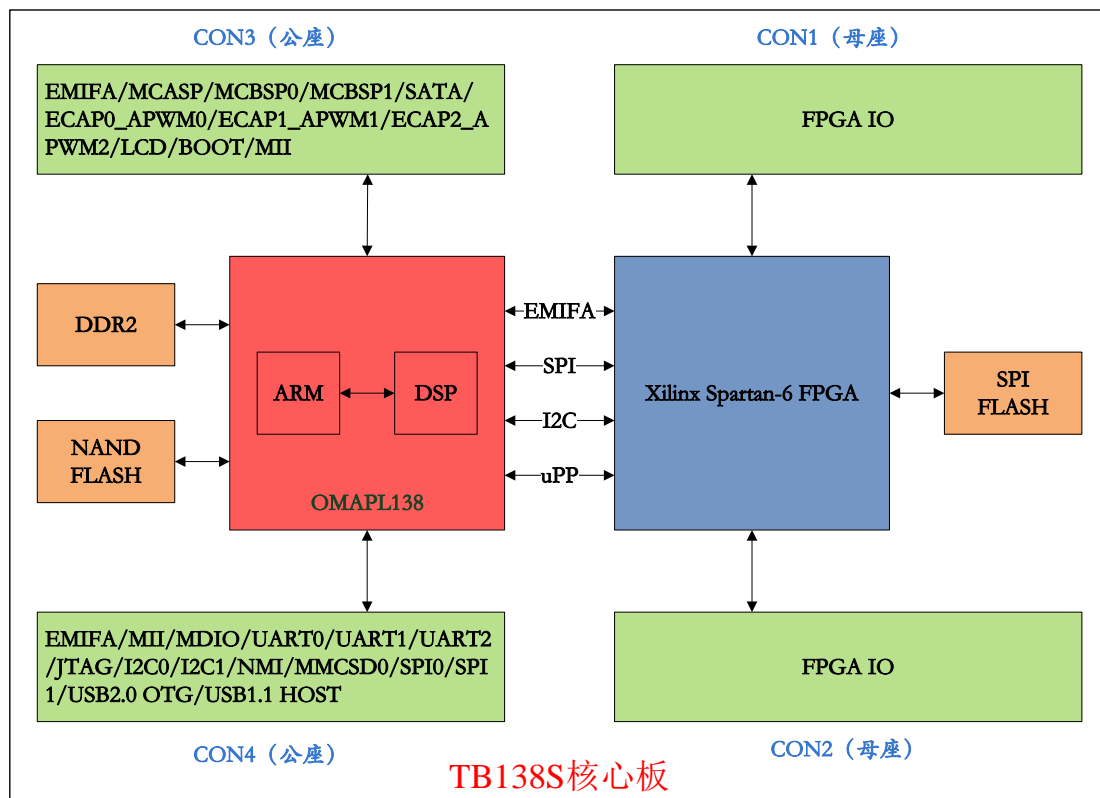 CON3（公座）
CON1（母座）
EMIFA/MCASP/MCBSP0/MCBSP1/SATA/
ECAP0_APWM0/ECAP1_APWM1/ECAP2_A
PWM2/LCD/BOOT/MII
FPGA IO
DDR2
NAND
FLASH
ARM
DSP
OMAPL138
EMIFA
SPI
I2C
uPP
Xilinx Spartan-6 FPGA
SPI
FLASH
EMIFA/MII/MDIO/UART0/UART1/UART2
/JTAG/I2C0/I2C1/NMI/MMCSD0/SPI0/SPI
1/USB2.0 OTG/USB1.1 HOST
FPGA IO
CON4（公座）
CON2（母座）
TB138S核心板